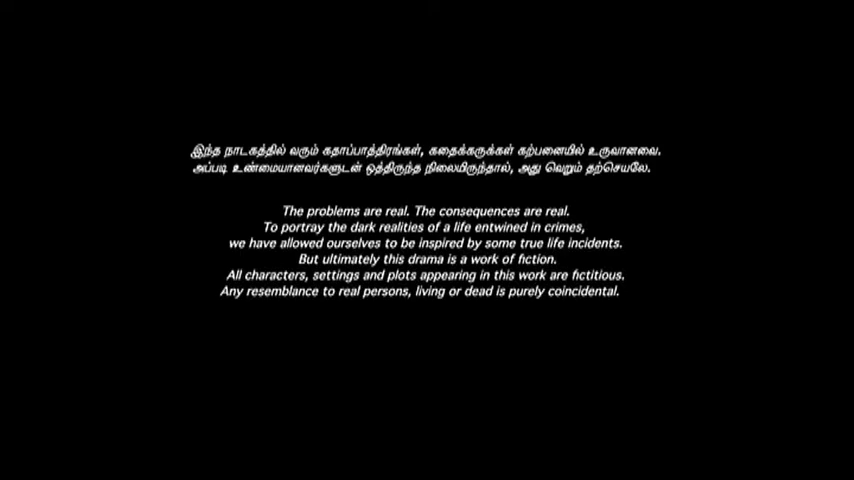 இந்த நாடகத்தில் வரும் கதாப்பாத்திரங்கள், கதைக்கருக்கள் கற்பனையில் உருவானவை.
அப்படி உண்மையானவர்களுடன் ஒத்திருந்த நிலையிருந்தால், அது வெறும் தற்செயலே.
The problems are real. The consequences are real.
To portray the dark realities of a life entwined in crimes,
we have allowed ourselves to be inspired by some true life incidents.
But ultimately this drama is a work of fiction.
All characters, settings and plots appearing in this work are fictitious.
Any resemblance to real persons, living or dead is purely coincidental.